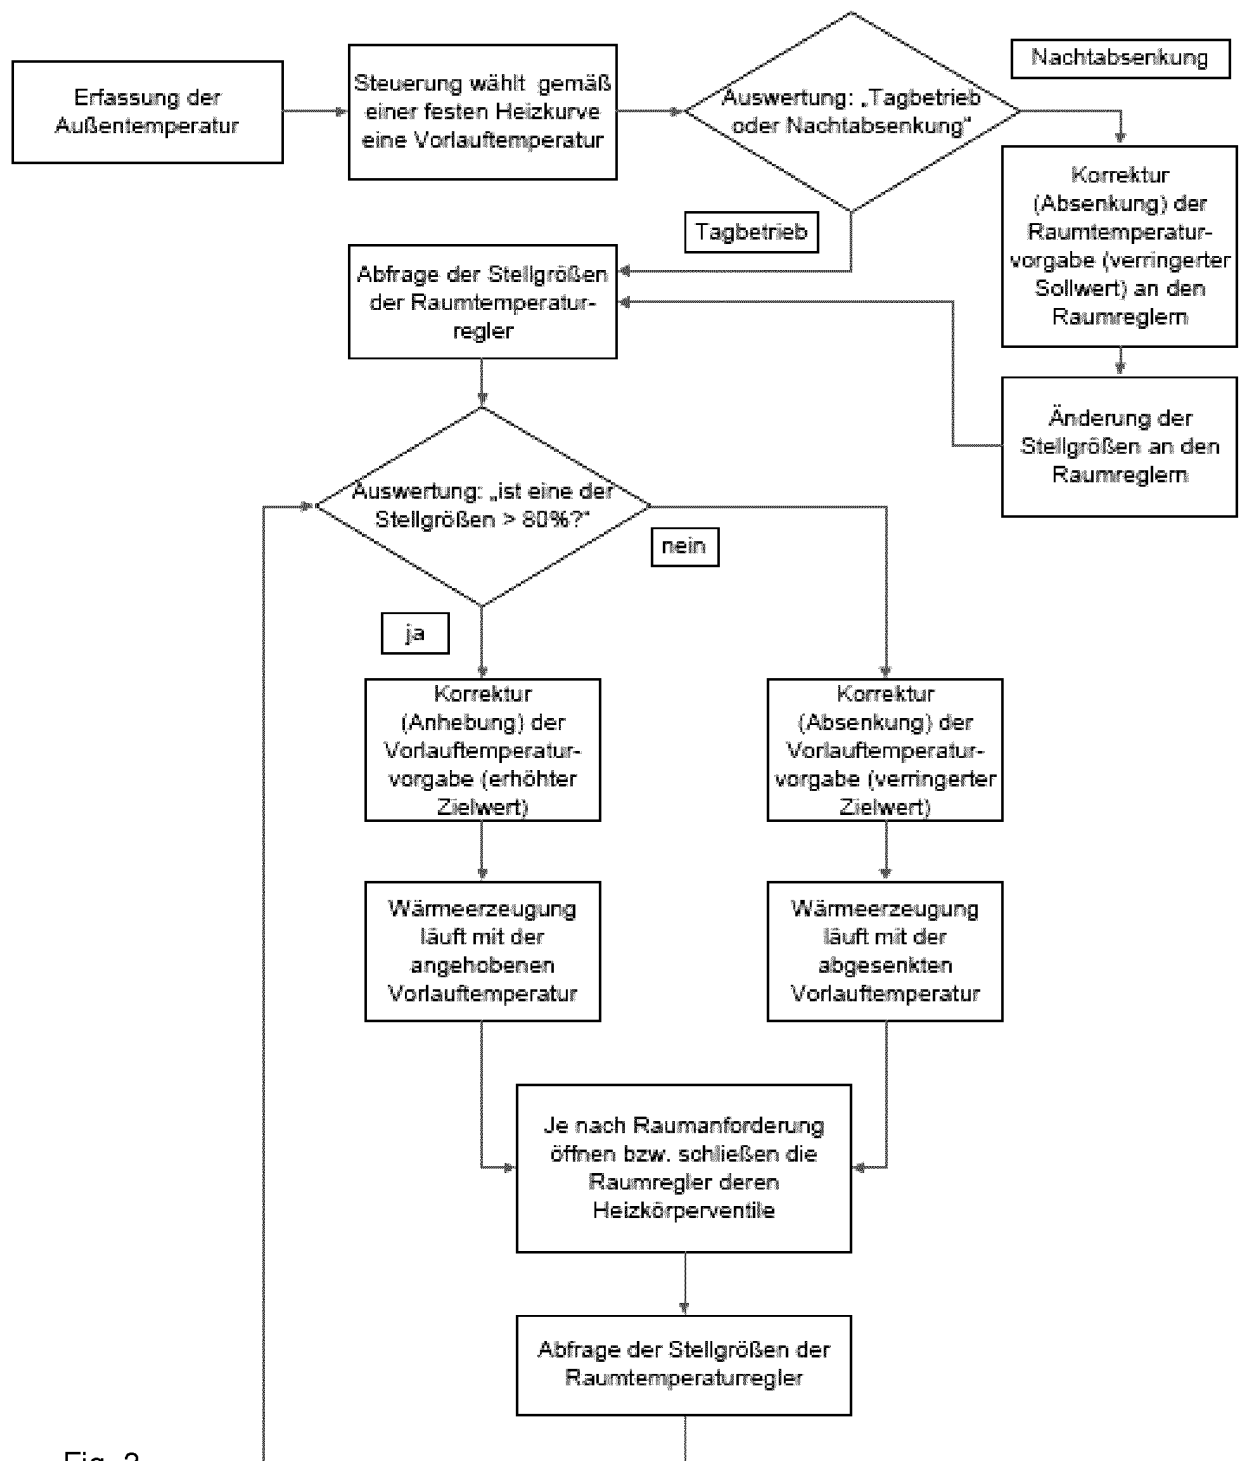 Erfassung der
Außentemperatur
Steuerung wählt gemäß
einer festen Heizkurve
eine Vorlauftemperatur
Auswertung: „Tagbetrieb
oder Nachtabsenkung“
Nachtabsenkung
Korrektur
(Absenkung) der
Raumtemperatur-
vorgabe (verringerter
Sollwert) an den
Raumreglern
Tagbetrieb
Abfrage der Stellgrößen
der Raumtemperatur-
regler
Änderung der
Stellgrößen an den
Raumreglern
Auswertung: „ist eine der
Stellgrößen > 80%?“
nein
ja
Korrektur
(Anhebung) der
Vorlauftemperatur-
vorgabe (erhöhter
Zielwert)
Korrektur
(Absenkung) der
Vorlauftemperatur-
vorgabe (verringerter
Zielwert)
Wärmeerzeugung
läuft mit der
angehobenen
Vorlauftemperatur
Wärmeerzeugung
läuft mit der
abgesenkten
Vorlauftemperatur
Je nach Raumanforderung
öffnen bzw. schließen die
Raumregler deren
Heizkörperventile
Abfrage der Stellgrößen der
Raumtemperaturregler
Fig.